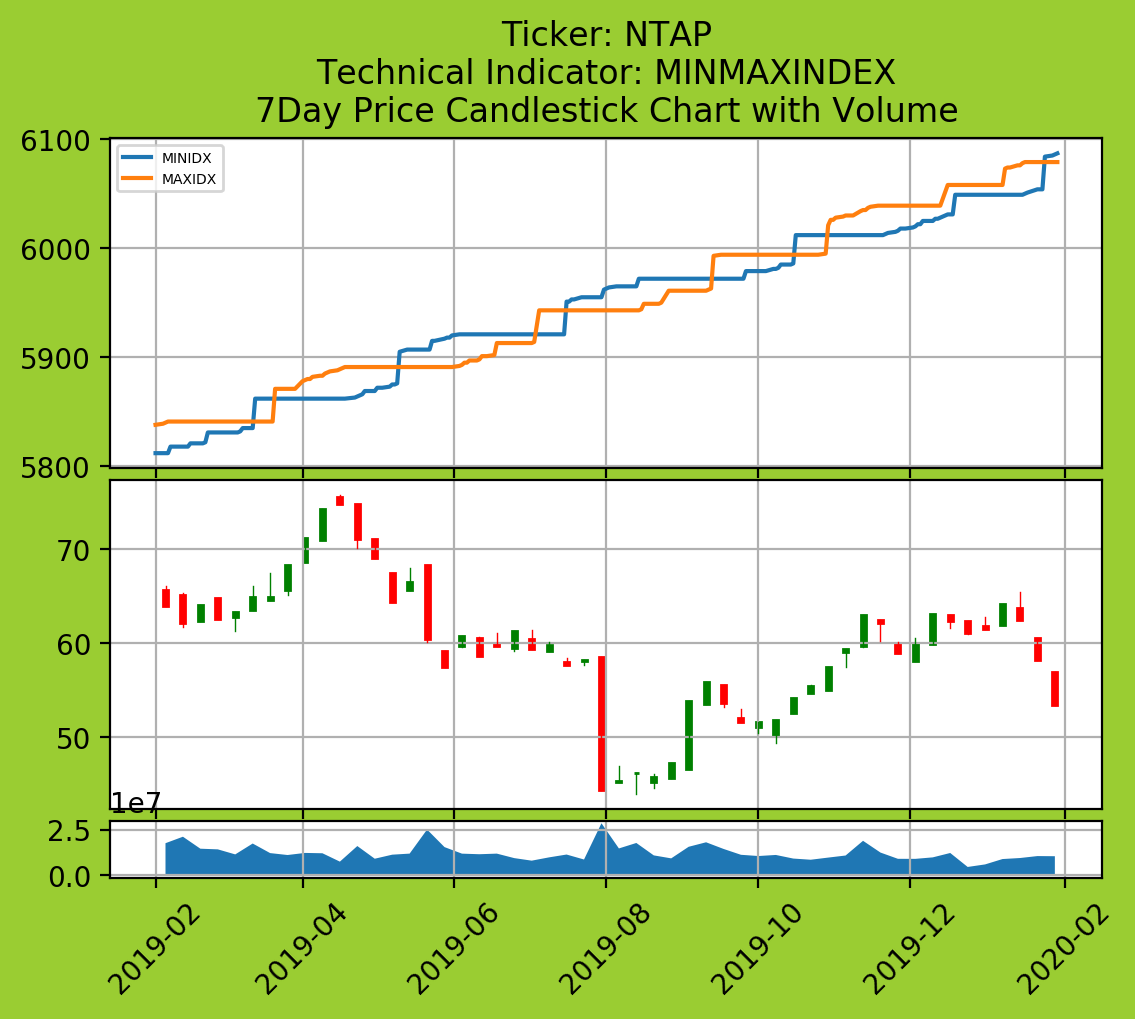 Ticker: NTAP
Technical Indicator: MINMAXINDEX
7Day Price Candlestick Chart with Volume
6100
6000
5900
5800
MINIDX
MAXIDX
70
60
50
1e7
2.5
0.0
2019-02
2019-04
2019-06
2019-08
2019-10
2019-12
2020-02